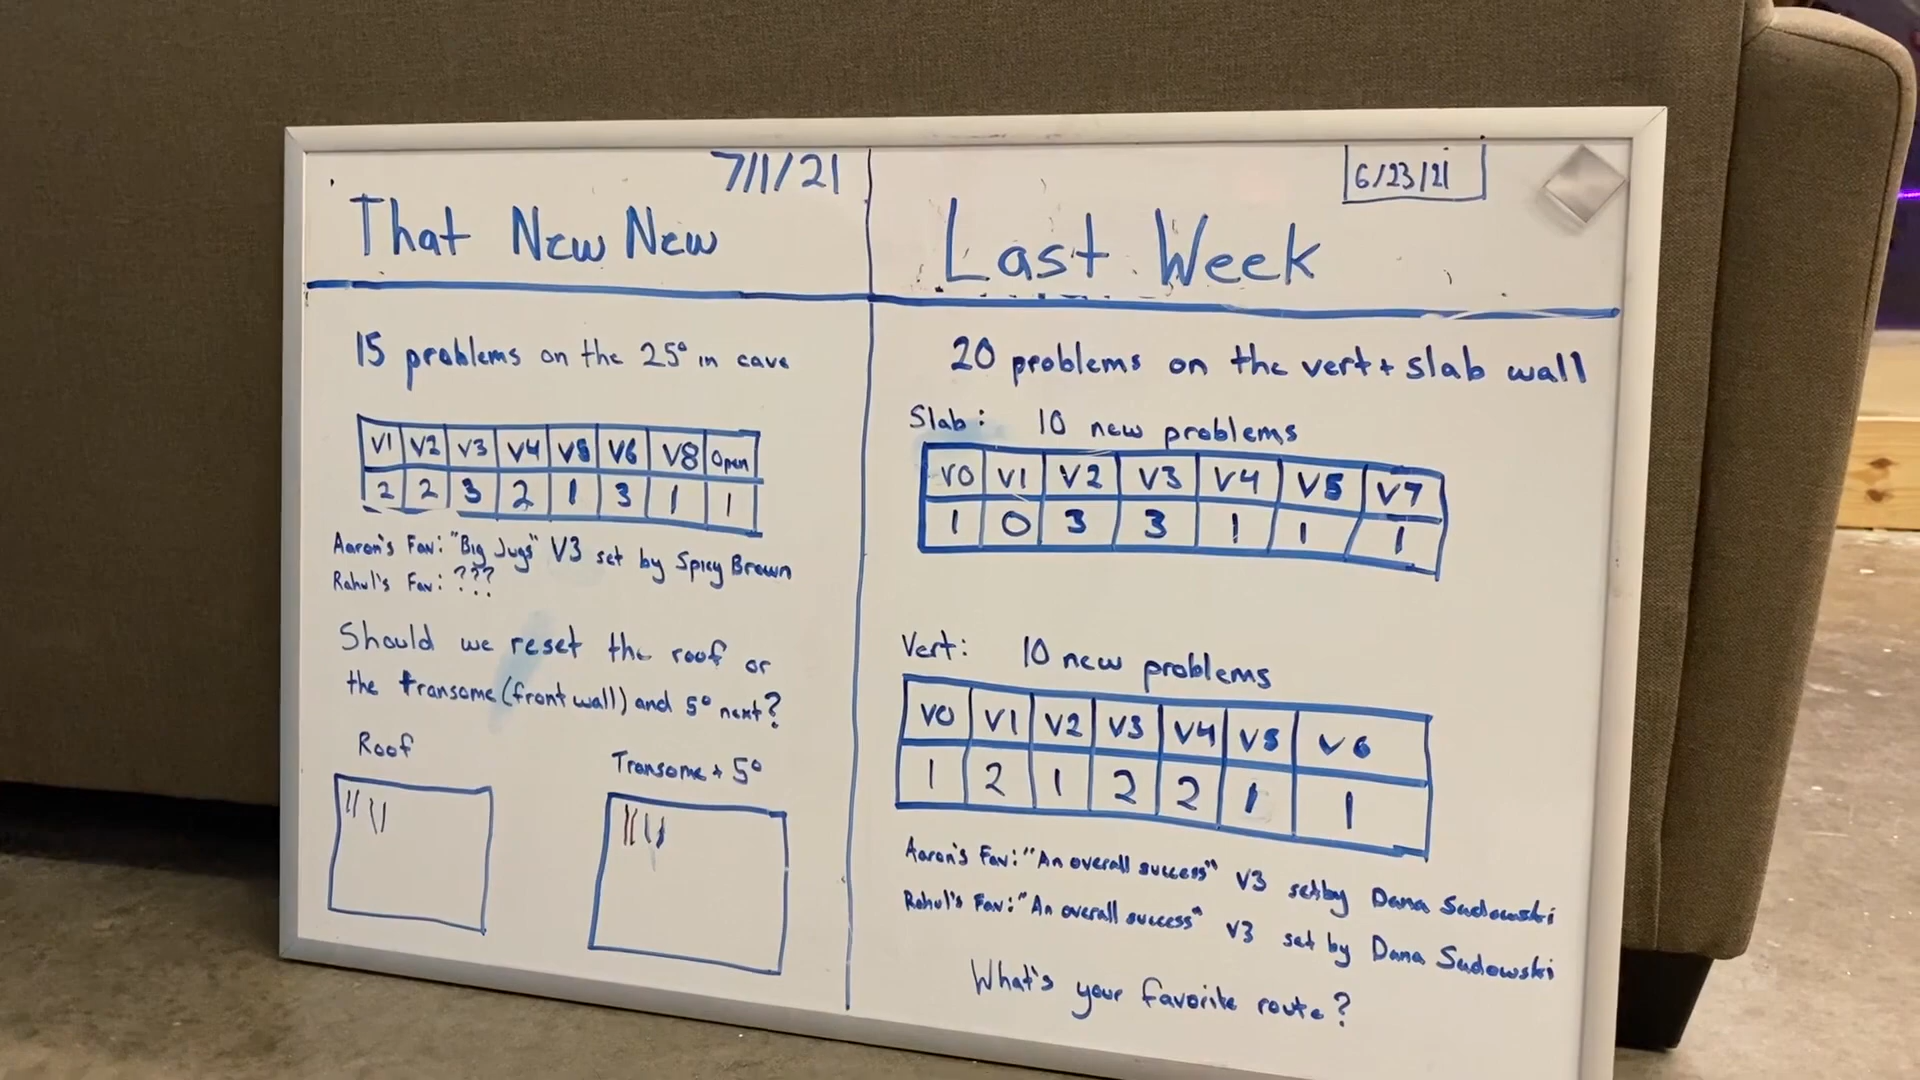 7/1/21
That New New
15 problems on the 25° in cave
V1 V2 V3 V4 V5 V6 V8 Open
2 2 3 2 1 3 1 1
Aaron's Fav: "Big Jugs" V3 set by Spicy Brown
Rahul's Fav: ???
Should we reset the roof or
the transome (front wall) and 5° next?
Roof
Transome + 5°
6/23/21
Last Week
20 problems on the vert + slab wall
Slab: 10 new problems
V0 V1 V2 V3 V4 V5 V7
1 0 3 3 1 1 1
Vert: 10 new problems
V0 V1 V2 V3 V4 V5 V6
1 2 1 2 2 1 1
Aaron's Fav: "An overall success" V3 set by Dana Sudowski
Rahul's Fav: "An overall success" V3 set by Dana Sudowski
What's your favorite route?